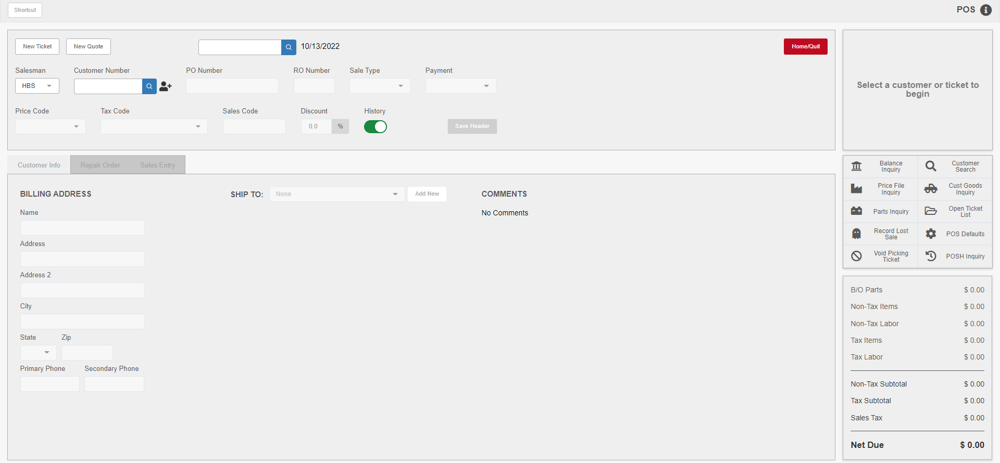 Shortcut
POS
New Ticket
New Quote
10/13/2022
Home/Quit
Salesman
Customer Number
PO Number
RO Number
Sale Type
Payment
HBS
Price Code
Tax Code
Sales Code
Discount
History
0.0
%
Save Header
Select a customer or ticket to
begin
Customer Info
Repair Order
Sales Entry
BILLING ADDRESS
SHIP TO:
None
Add New
COMMENTS
No Comments
Name
Address
Address 2
City
State
Zip
Primary Phone
Secondary Phone
Balance
Inquiry
Customer
Search
Price File
Inquiry
Cust Goods
Inquiry
Parts Inquiry
Open Ticket
List
Record Lost
Sale
POS Defaults
Void Picking
Ticket
POSH Inquiry
B/O Parts $ 0.00
Non-Tax Items $ 0.00
Non-Tax Labor $ 0.00
Tax Items $ 0.00
Tax Labor $ 0.00
Non-Tax Subtotal $ 0.00
Tax Subtotal $ 0.00
Sales Tax $ 0.00
Net Due $ 0.00